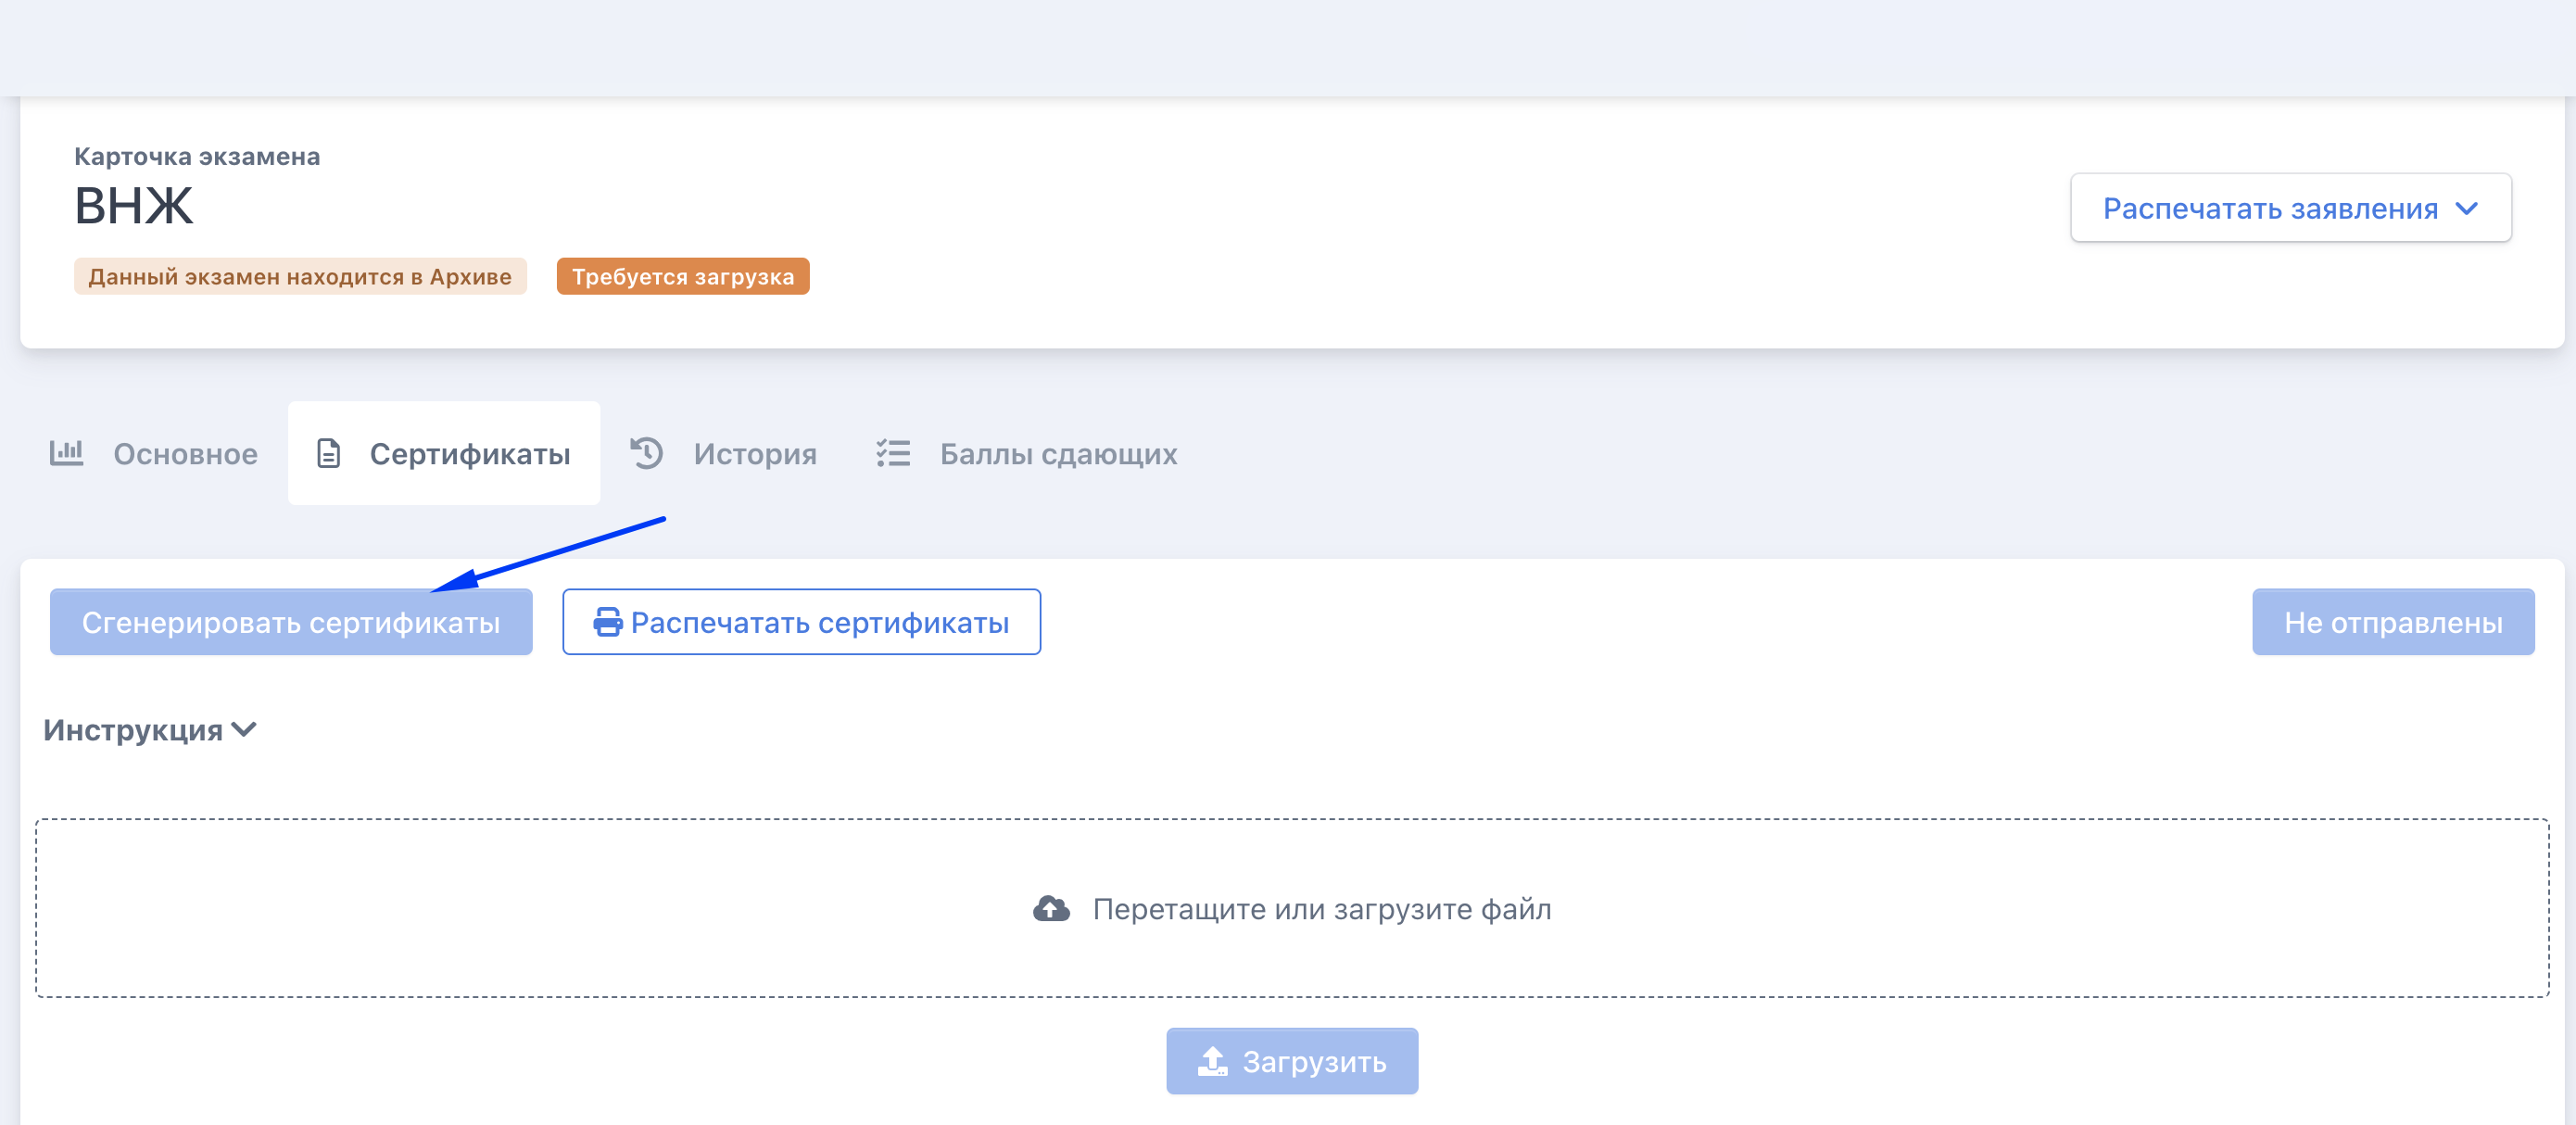 Карточка экзамена
ВНЖ
Распечатать заявления
Данный экзамен находится в Архиве
Требуется загрузка
Основное
Сертификаты
История
Баллы сдающих
Сгенерировать сертификаты
Распечатать сертификаты
Не отправлены
Инструкция
Перетащите или загрузите файл
Загрузить